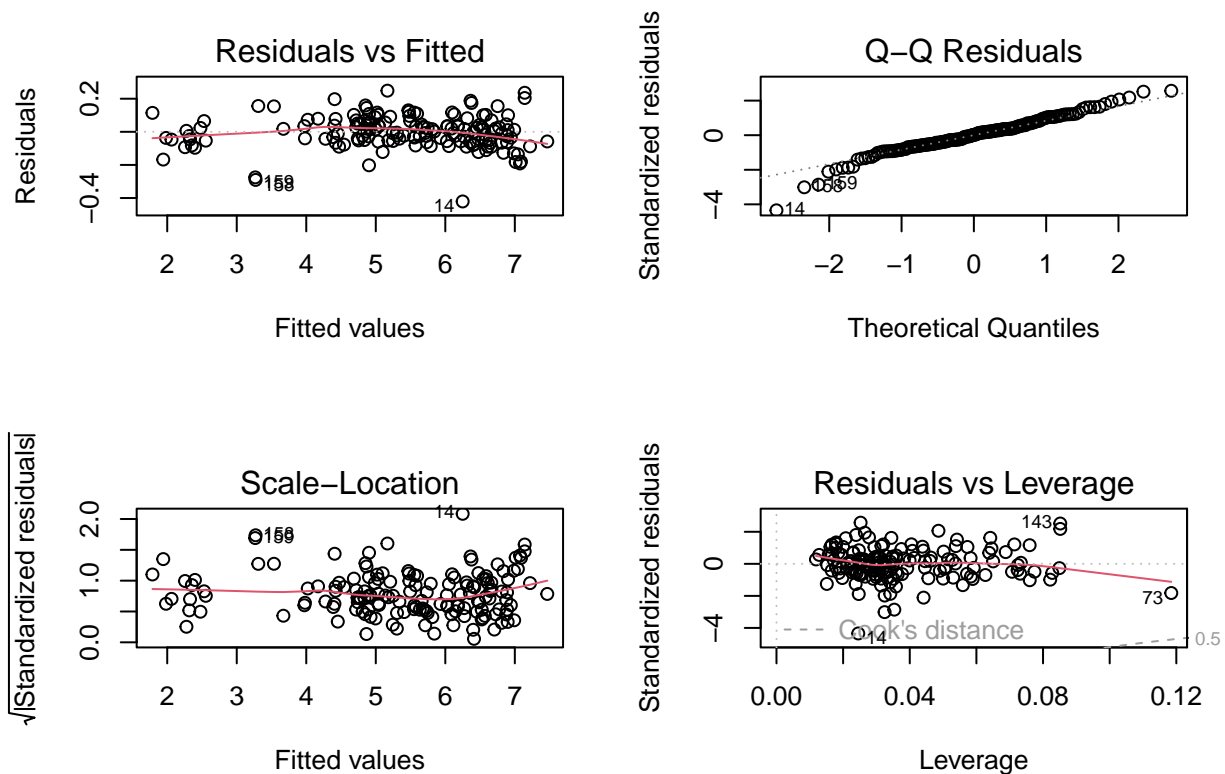 Residuals vs Fitted
Residuals
0.2
−0.4
159
158
14
2 3 4 5 6 7
Fitted values
Q−Q Residuals
Standardized residuals
0
−4
158
159
14
−2 −1 0 1 2
Theoretical Quantiles
Scale−Location
√|Standardized residuals|
2.0
1.0
0.0
14
158
159
2 3 4 5 6 7
Fitted values
Residuals vs Leverage
Standardized residuals
0
−4
143
73
14
Cook's distance
0.5
0.00 0.04 0.08 0.12
Leverage